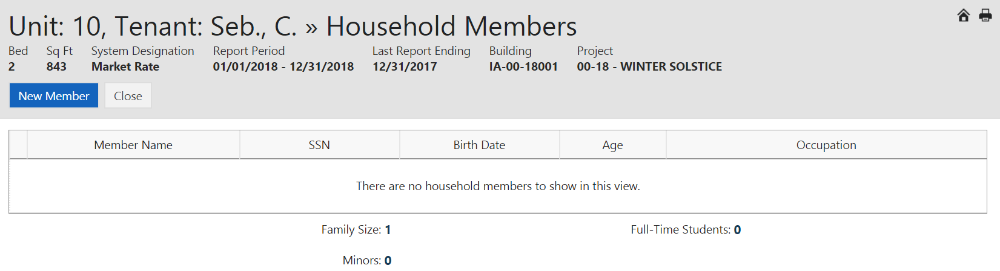 Unit: 10, Tenant: Seb., C. » Household Members
Bed Sq Ft System Designation Report Period Last Report Ending Building Project
2 843 Market Rate 01/01/2018 - 12/31/2018 12/31/2017 IA-00-18001 00-18 - WINTER SOLSTICE
New Member Close
Member Name SSN Birth Date Age Occupation
There are no household members to show in this view.
Family Size: 1 Full-Time Students: 0
Minors: 0